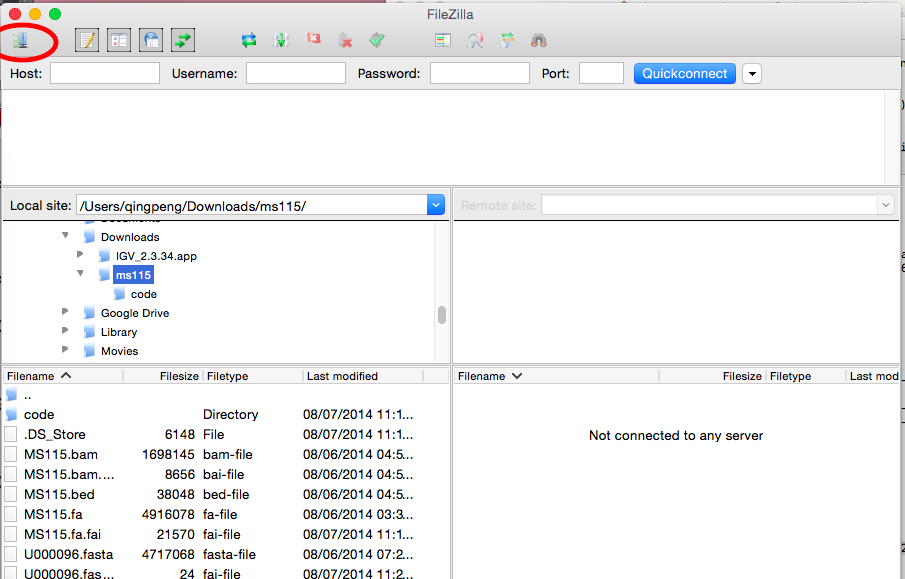 FileZilla
Host: Username: Password: Port: Quickconnect
Local site: /Users/qingpeng/Downloads/ms115/
Remote site:
Documents
Downloads
IGV_2.3.34.app
ms115
code
Google Drive
Library
Movies
Filename Filesize Filetype Last modified
..
code Directory 08/07/2014 11:1...
.DS_Store 6148 File 08/07/2014 11:1...
MS115.bam 1698145 bam-file 08/06/2014 04:5...
MS115.bam.... 8656 bai-file 08/06/2014 04:5...
MS115.bed 38048 bed-file 08/06/2014 04:5...
MS115.fa 4916078 fa-file 08/06/2014 03:3...
MS115.fa.fai 21570 fai-file 08/07/2014 11:1...
U000096.fasta 4717068 fasta-file 08/06/2014 07:2...
U000096.fas... 24 fai-file 08/07/2014 11:2...
Filename Filesize Filetype Last mod
Not connected to any server